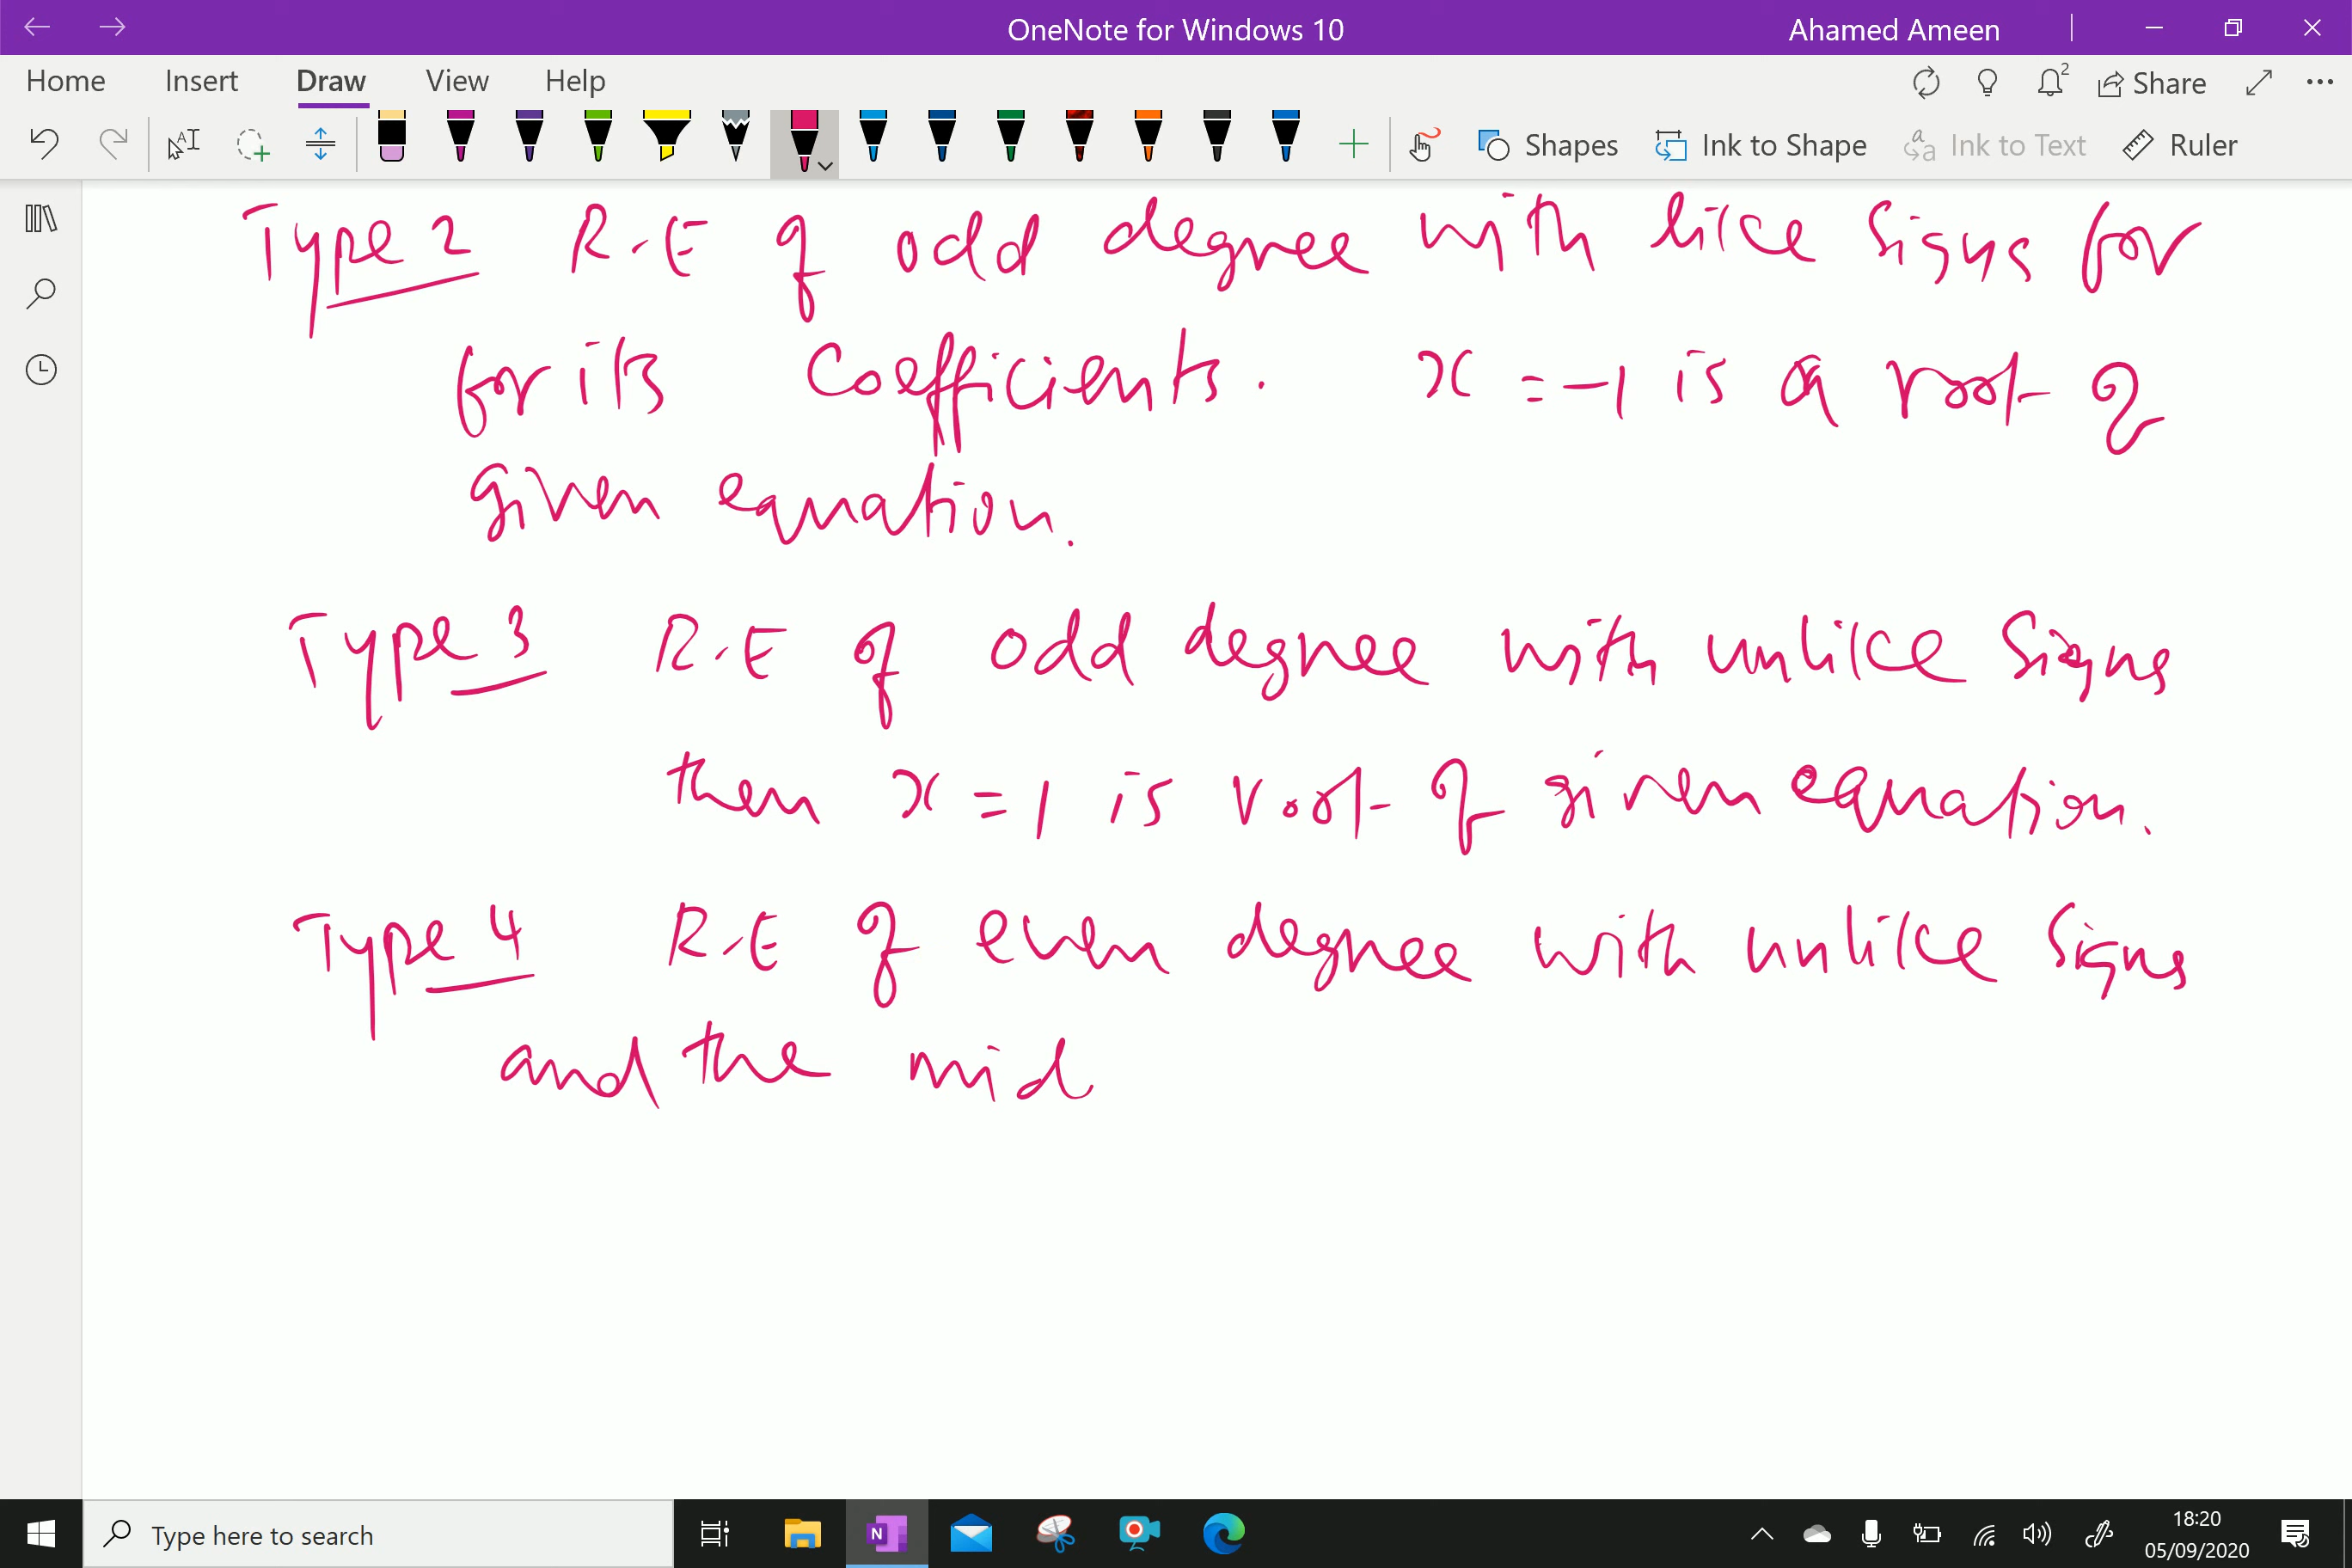 OneNote for Windows 10 Ahamed Ameen
Home Insert Draw View Help 2 Share
Shapes Ink to Shape Ink to Text Ruler
Type 2 R.E of odd degree with like signs for
for its coefficients. x = -1 is a root of
given equation.
Type 3 R.E of odd degree with unlike signs
then x = 1 is root of given equation.
Type 4 R.E of even degree with unlike signs
and the mid
Type here to search
18:20
05/09/2020